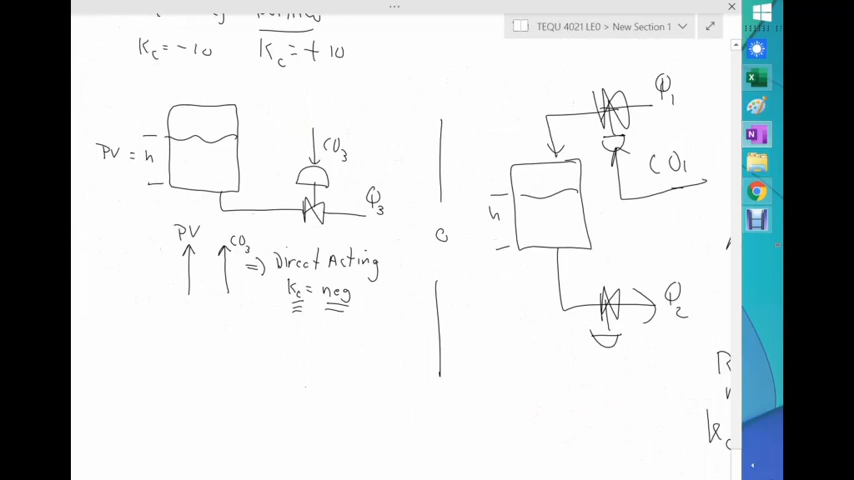 TEQU 4021 LE0 > New Section 1
Kc = -10 Kc = +10
PV = h
CO3
Q3
PV CO3 => Direct Acting
Kc = neg
Q1
CO1
h
Q2